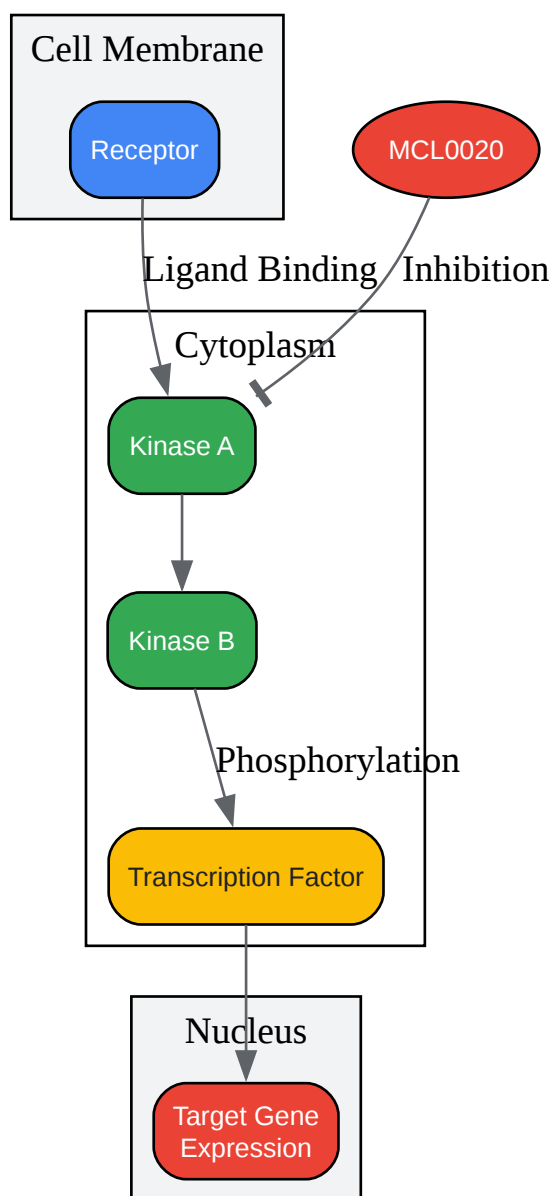 Cell Membrane
Receptor
MCL0020
Ligand Binding
Inhibition
Cytoplasm
Kinase A
Kinase B
Phosphorylation
Transcription Factor
Nucleus
Target Gene
Expression